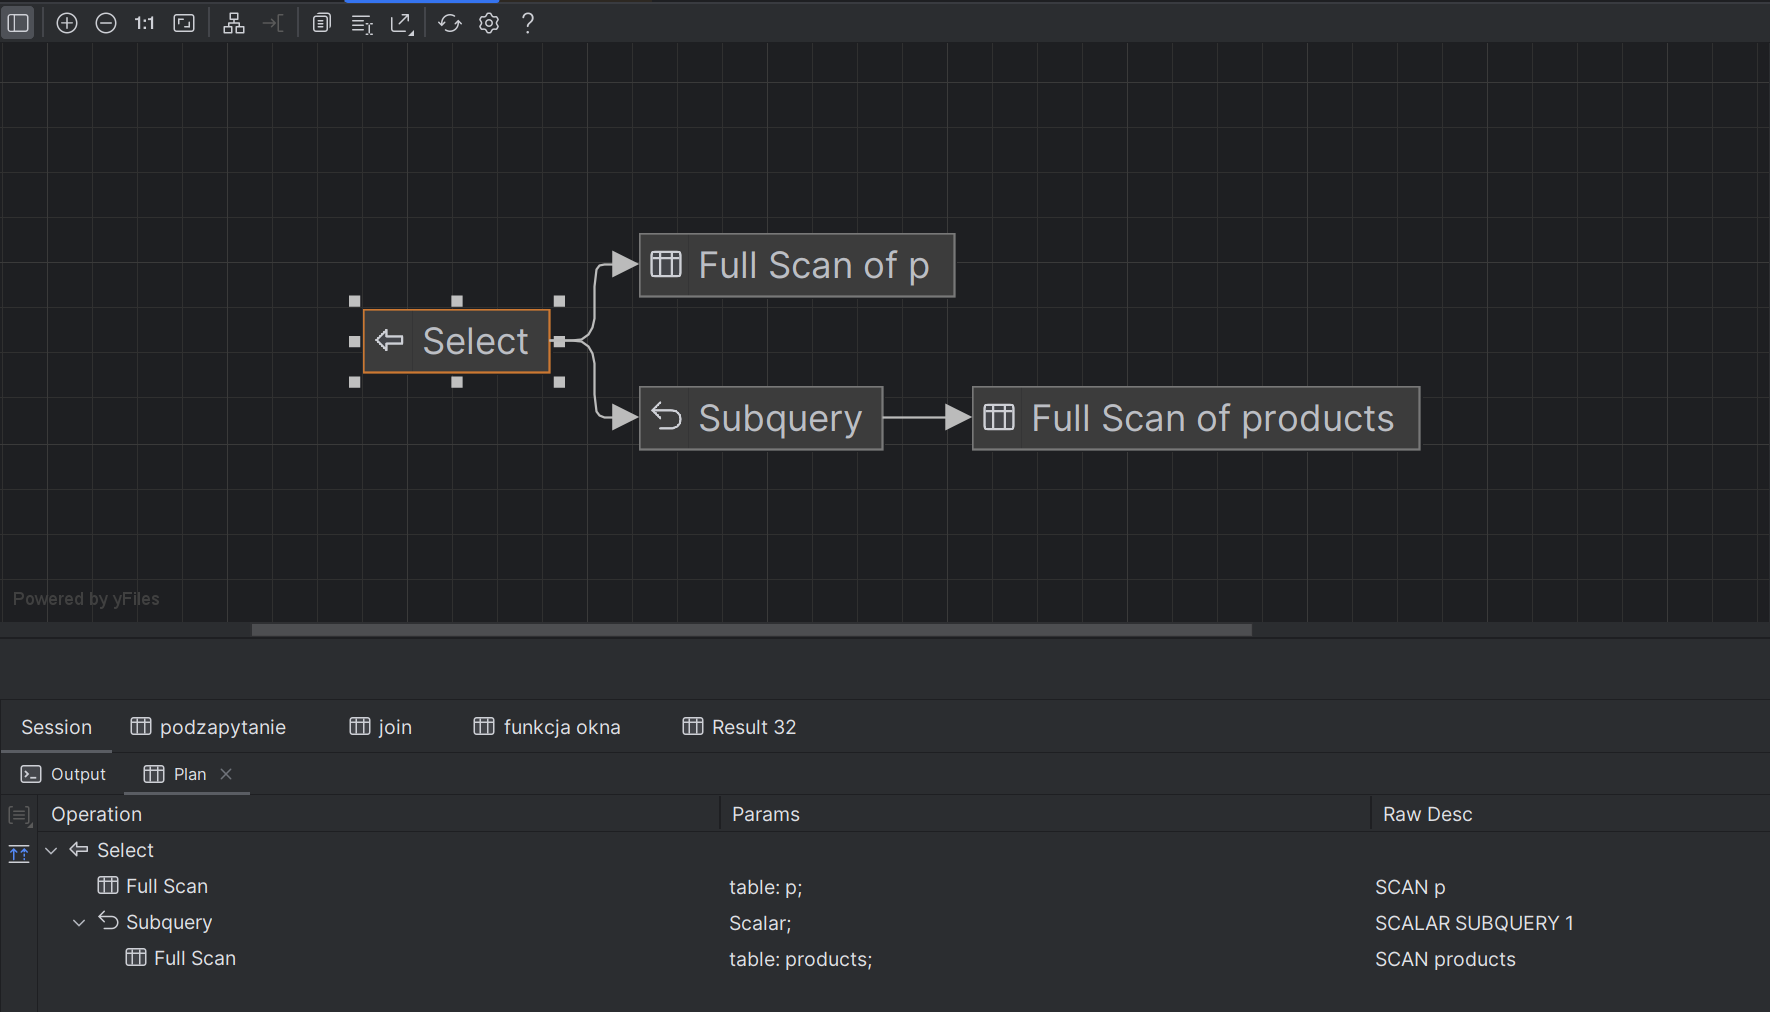 1:1
Full Scan of p
Select
Subquery
Full Scan of products
Powered by yFiles
Session podzapytanie join funkcja okna Result 32
Output Plan
Operation Params Raw Desc
Select
Full Scan table: p; SCAN p
Subquery Scalar; SCALAR SUBQUERY 1
Full Scan table: products; SCAN products